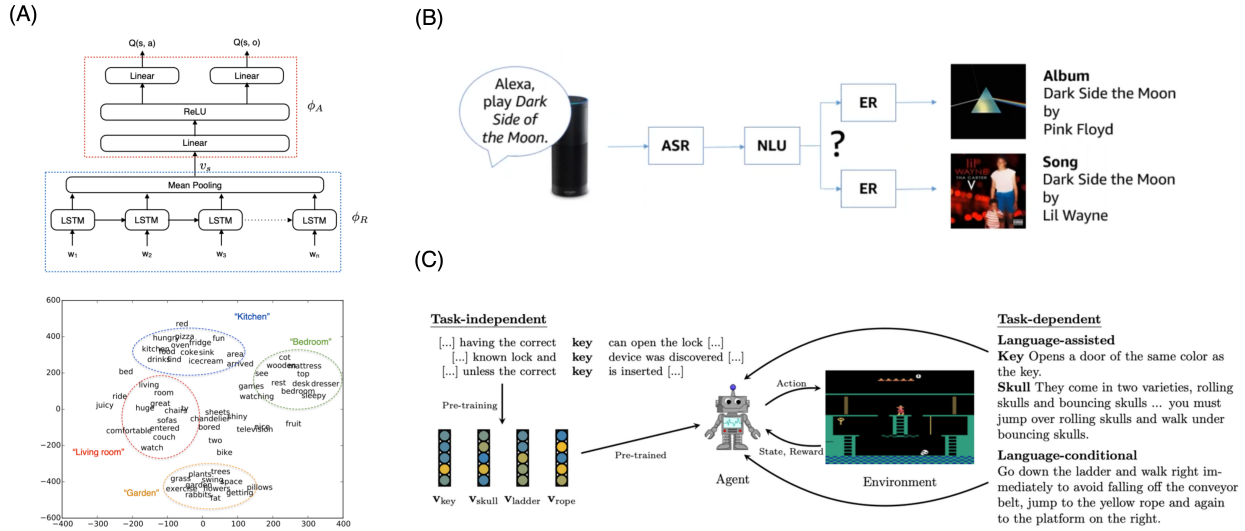 (A)
Q(s, a)
Q(s, o)
Linear
Linear
ReLU
ϕA
Linear
vs
Mean Pooling
LSTM
LSTM
LSTM
LSTM
ϕR
w1
w2
w3
wn
600
400
200
0
−200
−400
−600
−400
−300
−200
−100
0
100
200
300
400
"Kitchen"
red
hungry
pizza
fun
oven
fridge
kitchen
food
coke
sink
area
drinks
find
icecream
arrived
"Bedroom"
cot
wooden
mattress
see
top
rest
desk
dresser
games
bedroom
watching
sleepy
bed
living
ride
room
juicy
great
huge
chairs
tv
sheets
sofas
chandelier
shiny
comfortable
entered
bored
nice
fruit
television
couch
two
watch
bike
"Living room"
trees
plants
grass
swing
space
garden
pillows
exercise
flowers
getting
rabbits
fat
"Garden"
(B)
Alexa,
play Dark
Side of
the Moon.
ASR
NLU
?
ER
ER
Album
Dark Side the Moon
by
Pink Floyd
lil
WAYNE
THA CARTER
V
Song
Dark Side the Moon
by
Lil Wayne
(C)
Task-independent
[...] having the correct key can open the lock [...]
[...] known lock and key device was discovered [...]
[...] unless the correct key is inserted [...]
Pre-training
vkey
vskull
vladder
vrope
Pre-trained
Action
State, Reward
Agent
Environment
Task-dependent
Language-assisted
Key Opens a door of the same color as
the key.
Skull They come in two varieties, rolling
skulls and bouncing skulls ... you must
jump over rolling skulls and walk under
bouncing skulls.
Language-conditional
Go down the ladder and walk right im-
mediately to avoid falling off the conveyor
belt, jump to the yellow rope and again
to the platform on the right.